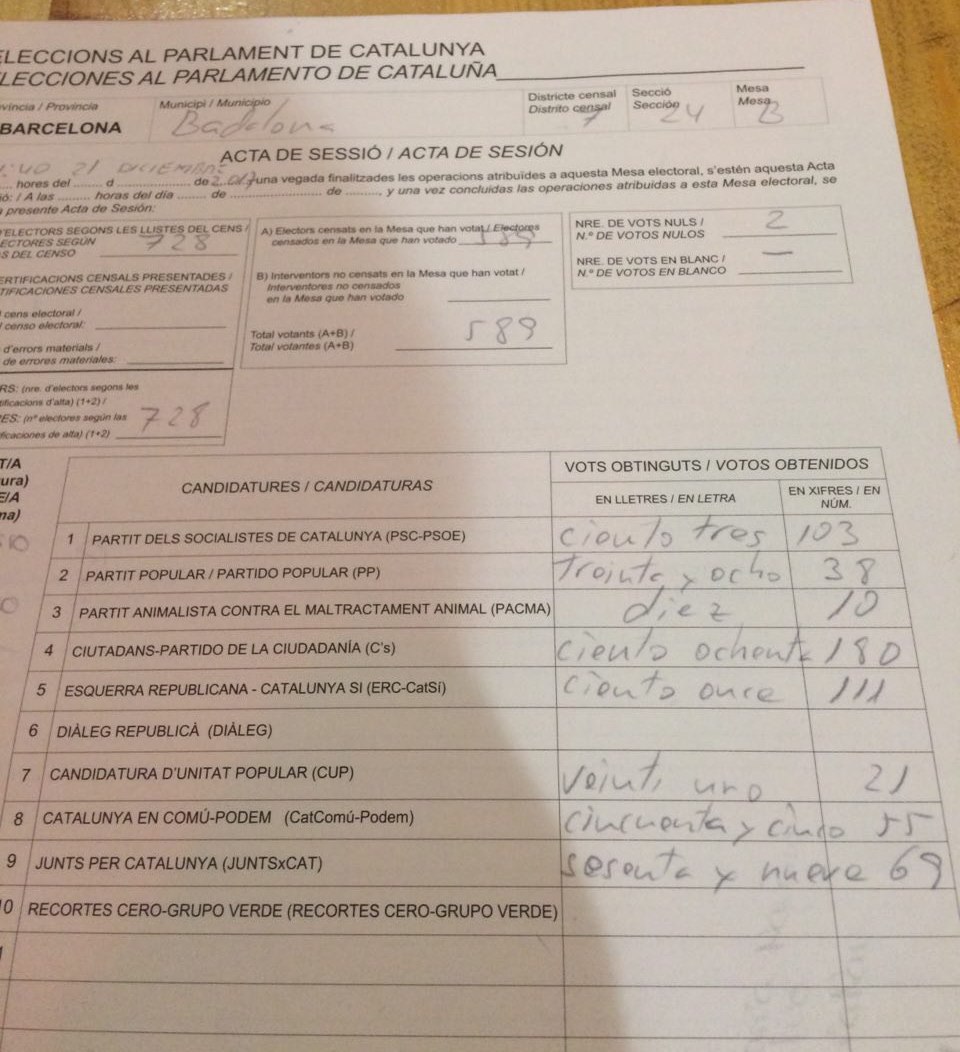 ELECCIONS AL PARLAMENT DE CATALUNYA
ELECCIONES AL PARLAMENTO DE CATALUÑA
víncia / Provincia
BARCELONA
Municipi / Municipio
Badalona
Districte censal
Distrito censal
7
Secció
Sección
24
Mesa
Mesa
B
ACTA DE SESSIÓ / ACTA DE SESIÓN
21 DICIEMBRE
hores del d de 2.017 una vegada finalitzades les operacions atribuïdes a aquesta Mesa electoral, s'estén aquesta Acta
ió: / A las horas del día de de , y una vez concluidas las operaciones atribuidas a esta Mesa electoral, se
presente Acta de Sesión:
'ELECTORS SEGONS LES LLISTES DEL CENS /
ECTORES SEGÚN
S DEL CENSO 728
ERTIFICACIONS CENSALS PRESENTADES /
TIFICACIONES CENSALES PRESENTADAS
cens electoral /
censo electoral:
d'errors materials /
de errores materiales:
RS: (nre. d'electors segons les
tificacions d'alta) (1+2) /
ES: (nº electores según las
ficaciones de alta) (1+2) 728
A) Electors censats en la Mesa que han votat / Electores
censados en la Mesa que han votado 589
B) Interventors no censats en la Mesa que han votat /
Interventores no censados
en la Mesa que han votado
Total votants (A+B) /
Total votantes (A+B) 589
NRE. DE VOTS NULS /
N.º DE VOTOS NULOS 2
NRE. DE VOTS EN BLANC /
N.º DE VOTOS EN BLANCO —
T/A
ura)
E/A
na)
CANDIDATURES / CANDIDATURAS
VOTS OBTINGUTS / VOTOS OBTENIDOS
EN LLETRES / EN LETRA
EN XIFRES / EN
NÚM.
1 PARTIT DELS SOCIALISTES DE CATALUNYA (PSC-PSOE) ciento tres 103
2 PARTIT POPULAR / PARTIDO POPULAR (PP) treinta y ocho 38
3 PARTIT ANIMALISTA CONTRA EL MALTRACTAMENT ANIMAL (PACMA) diez 10
4 CIUTADANS-PARTIDO DE LA CIUDADANÍA (C's) ciento ochenta 180
5 ESQUERRA REPUBLICANA - CATALUNYA SI (ERC-CatSí) ciento once 111
6 DIÀLEG REPUBLICÀ (DIÀLEG)
7 CANDIDATURA D'UNITAT POPULAR (CUP) veinti uno 21
8 CATALUNYA EN COMÚ-PODEM (CatComú-Podem) cincuenta y cinco 55
9 JUNTS PER CATALUNYA (JUNTSxCAT) sesenta y nueve 69
10 RECORTES CERO-GRUPO VERDE (RECORTES CERO-GRUPO VERDE)